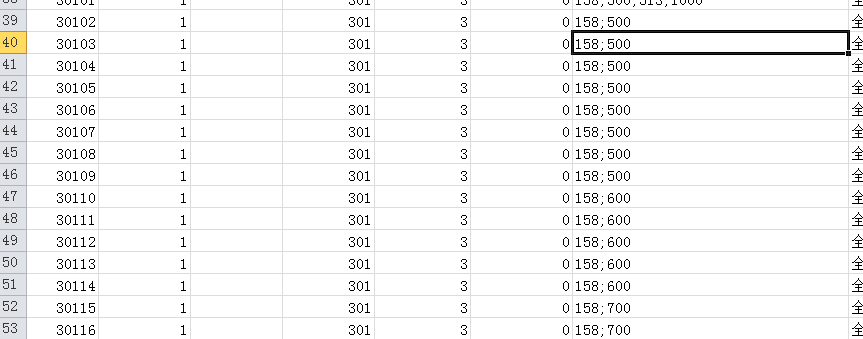 38 30101 1 301 3 0 158;500;513;1000
39 30102 1 301 3 0 158;500 全
40 30103 1 301 3 0 158;500 全
41 30104 1 301 3 0 158;500 全
42 30105 1 301 3 0 158;500 全
43 30106 1 301 3 0 158;500 全
44 30107 1 301 3 0 158;500 全
45 30108 1 301 3 0 158;500 全
46 30109 1 301 3 0 158;500 全
47 30110 1 301 3 0 158;600 全
48 30111 1 301 3 0 158;600 全
49 30112 1 301 3 0 158;600 全
50 30113 1 301 3 0 158;600 全
51 30114 1 301 3 0 158;600 全
52 30115 1 301 3 0 158;700 全
53 30116 1 301 3 0 158;700 全